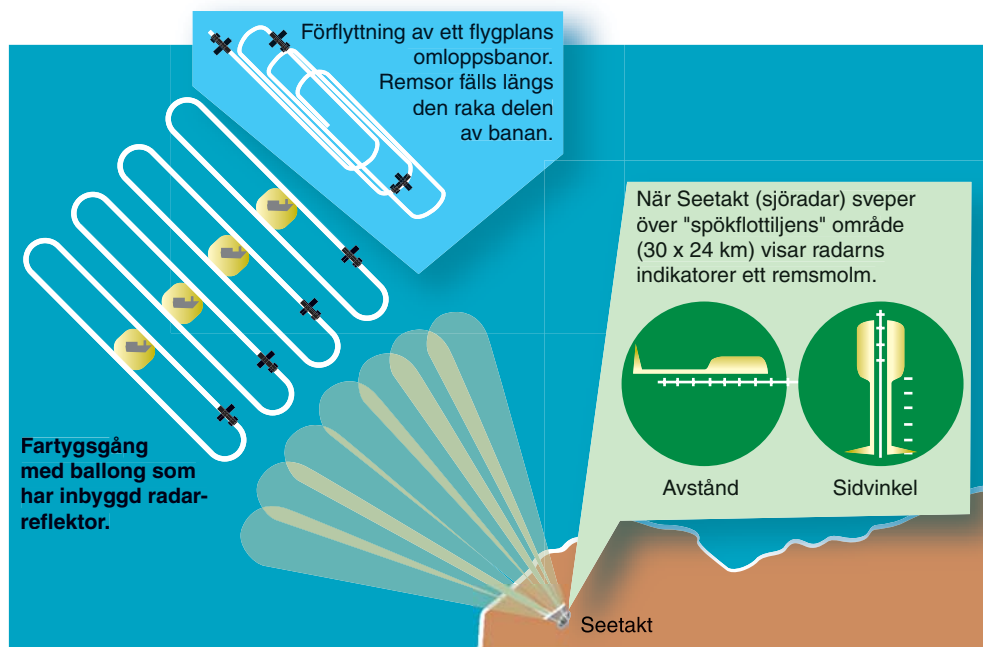 Förflyttning av ett flygplans
omloppsbanor.
Remsor fälls längs
den raka delen
av banan.
När Seetakt (sjöradar) sveper
över "spökflottiljens" område
(30 x 24 km) visar radarns
indikatorer ett remsmolm.
Avstånd
Sidvinkel
Fartygsgång
med ballong som
har inbyggd radar-
reflektor.
Seetakt